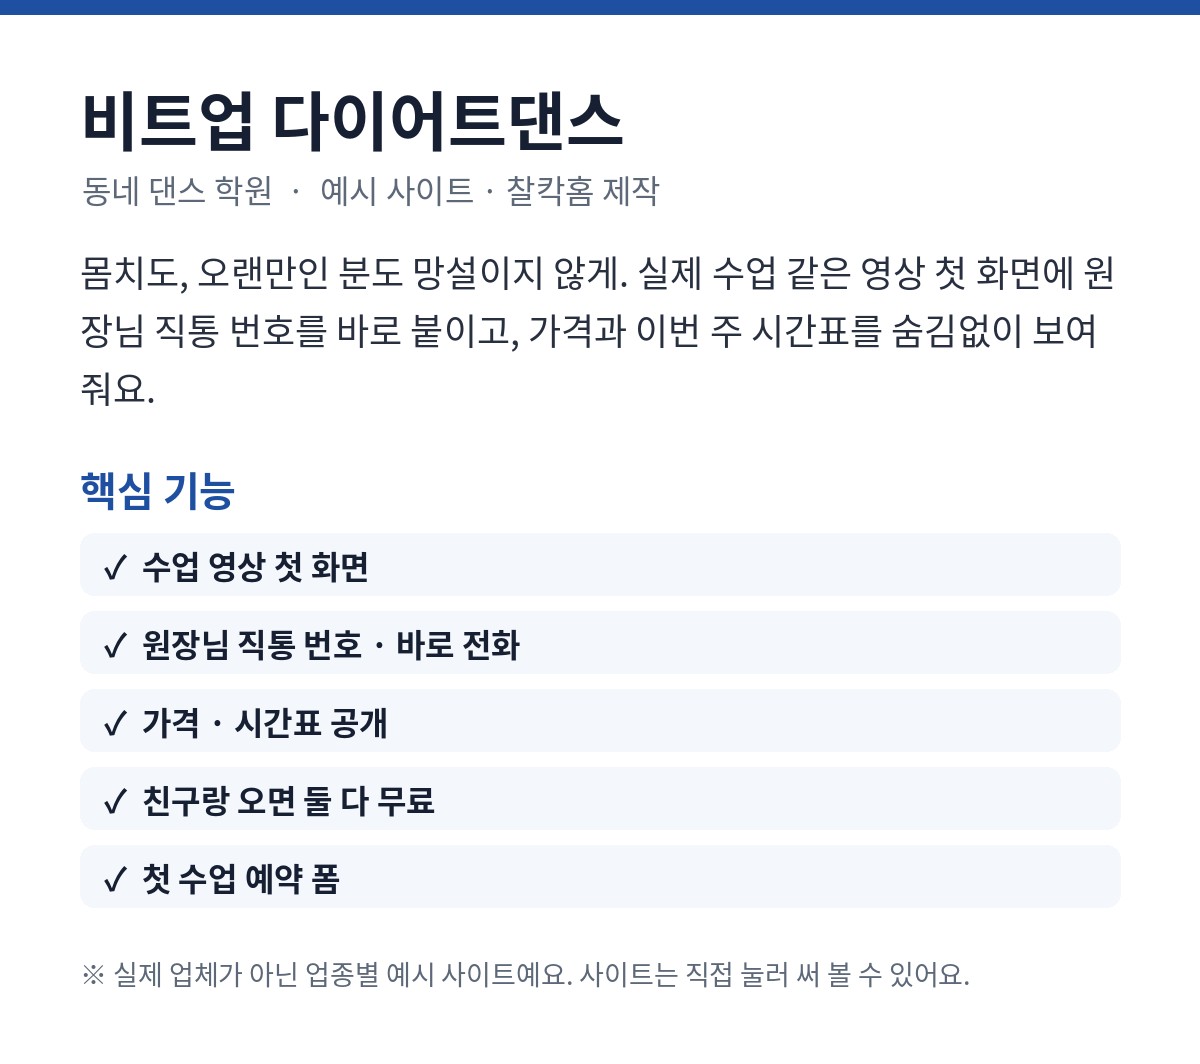 비트업 다이어트댄스
동네 댄스 학원 · 예시 사이트 · 찰칵홈 제작
몸치도, 오랜만인 분도 망설이지 않게. 실제 수업 같은 영상 첫 화면에 원
장님 직통 번호를 바로 붙이고, 가격과 이번 주 시간표를 숨김없이 보여
줘요.
핵심 기능
✓ 수업 영상 첫 화면
✓ 원장님 직통 번호 · 바로 전화
✓ 가격 · 시간표 공개
✓ 친구랑 오면 둘 다 무료
✓ 첫 수업 예약 폼
※ 실제 업체가 아닌 업종별 예시 사이트예요. 사이트는 직접 눌러 써 볼 수 있어요.